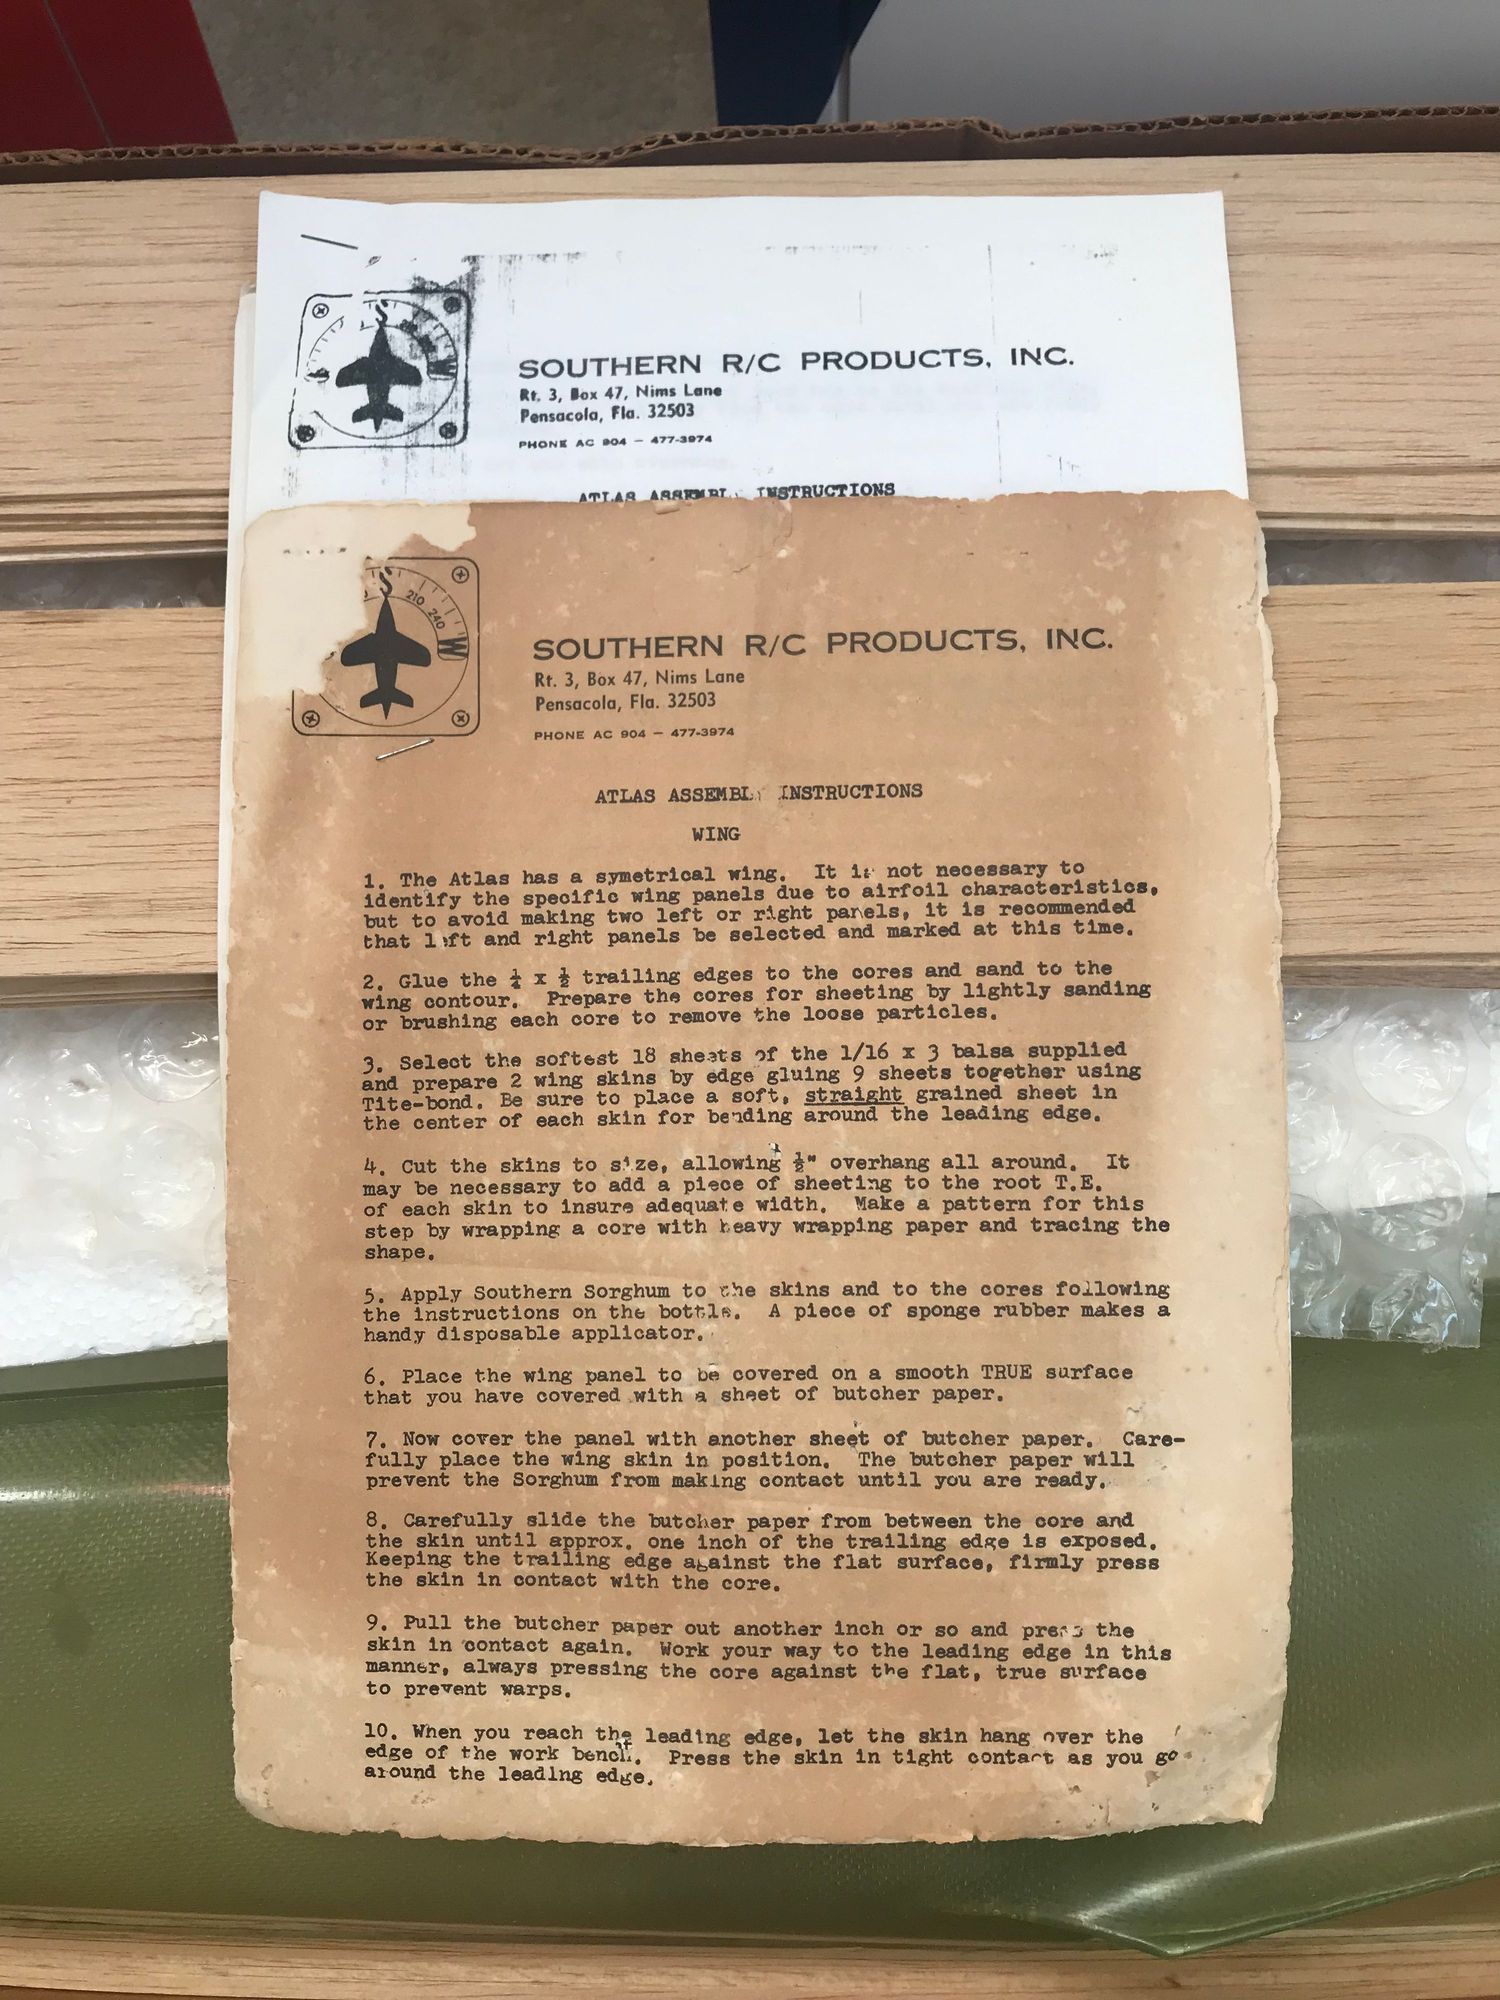 S
W
SOUTHERN R/C PRODUCTS, INC.
Rt. 3, Box 47, Nims Lane
Pensacola, Fla. 32503
PHONE AC 904 — 477-3974
ATLAS ASSEMBL INSTRUCTIONS
S
210
240
W
SOUTHERN R/C PRODUCTS, INC.
Rt. 3, Box 47, Nims Lane
Pensacola, Fla. 32503
PHONE AC 904 — 477-3974
ATLAS ASSEMBLY INSTRUCTIONS
WING
1. The Atlas has a symetrical wing. It is not necessary to
identify the specific wing panels due to airfoil characteristics,
but to avoid making two left or right panels, it is recommended
that left and right panels be selected and marked at this time.
2. Glue the ¼ x ½ trailing edges to the cores and sand to the
wing contour. Prepare the cores for sheeting by lightly sanding
or brushing each core to remove the loose particles.
3. Select the softest 18 sheets of the 1/16 x 3 balsa supplied
and prepare 2 wing skins by edge gluing 9 sheets together using
Tite-bond. Be sure to place a soft, straight grained sheet in
the center of each skin for bending around the leading edge.
4. Cut the skins to size, allowing ½" overhang all around. It
may be necessary to add a piece of sheeting to the root T.E.
of each skin to insure adequate width. Make a pattern for this
step by wrapping a core with heavy wrapping paper and tracing the
shape.
5. Apply Southern Sorghum to the skins and to the cores following
the instructions on the bottle. A piece of sponge rubber makes a
handy disposable applicator.
6. Place the wing panel to be covered on a smooth TRUE surface
that you have covered with a sheet of butcher paper.
7. Now cover the panel with another sheet of butcher paper. Care-
fully place the wing skin in position. The butcher paper will
prevent the Sorghum from making contact until you are ready.
8. Carefully slide the butcher paper from between the core and
the skin until approx. one inch of the trailing edge is exposed.
Keeping the trailing edge against the flat surface, firmly press
the skin in contact with the core.
9. Pull the butcher paper out another inch or so and press the
skin in contact again. Work your way to the leading edge in this
manner, always pressing the core against the flat, true surface
to prevent warps.
10. When you reach the leading edge, let the skin hang over the
edge of the work bench. Press the skin in tight contact as you go
around the leading edge.